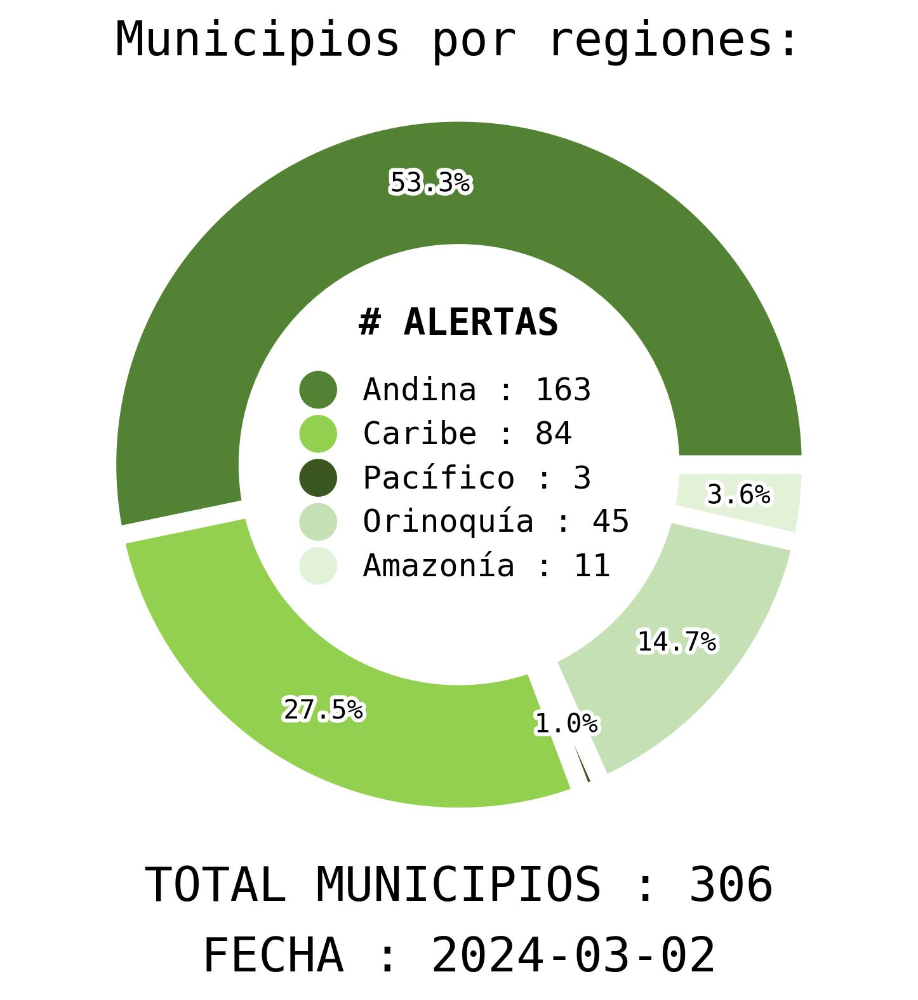 Municipios por regiones:
53.3%
# ALERTAS
Andina : 163
Caribe : 84
Pacífico : 3
Orinoquía : 45
Amazonía : 11
3.6%
14.7%
27.5%
1.0%
TOTAL MUNICIPIOS : 306
FECHA : 2024-03-02